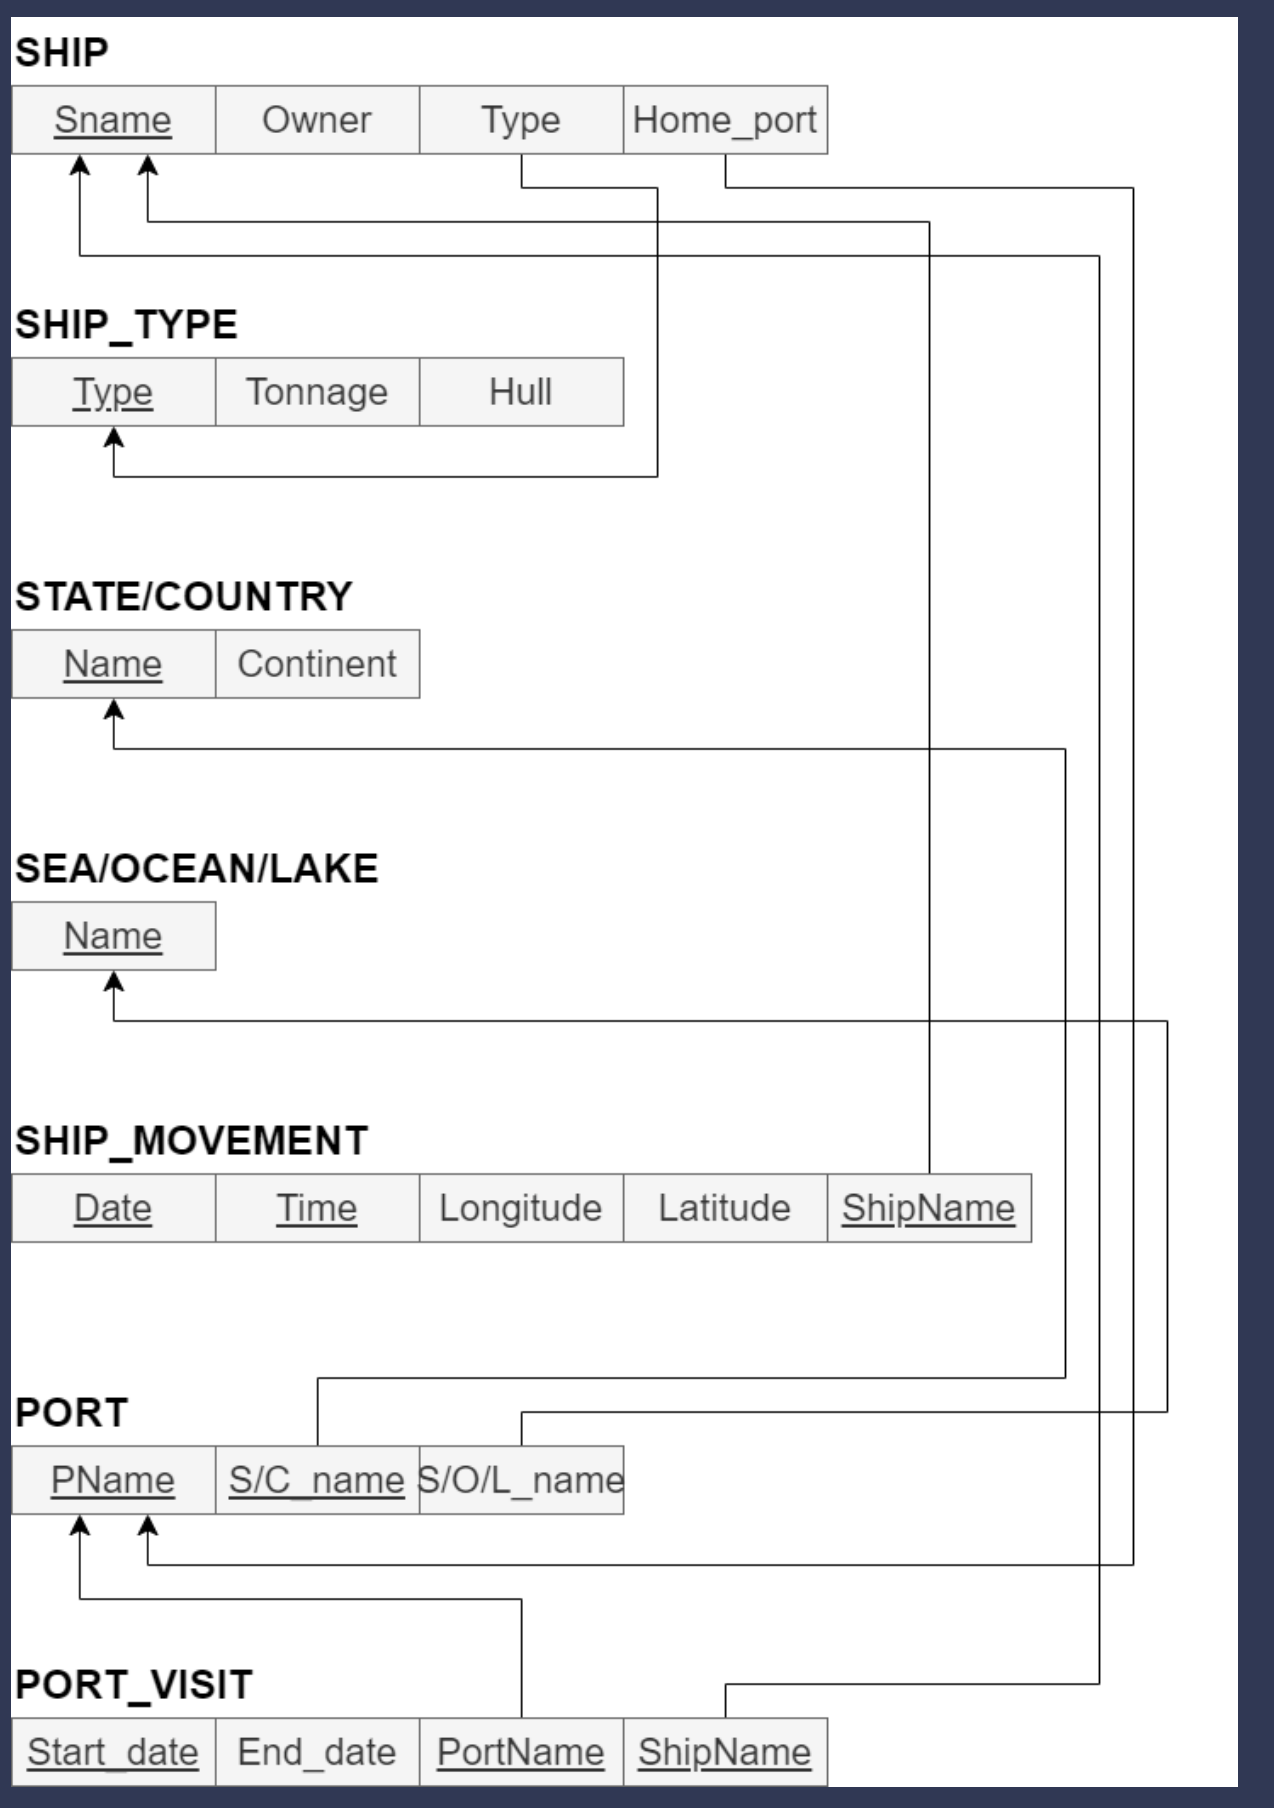 SHIP
Sname Owner Type Home_port
SHIP_TYPE
Type Tonnage Hull
STATE/COUNTRY
Name Continent
SEA/OCEAN/LAKE
Name
SHIP_MOVEMENT
Date Time Longitude Latitude ShipName
PORT
PName S/C_name S/O/L_name
PORT_VISIT
Start_date End_date PortName ShipName